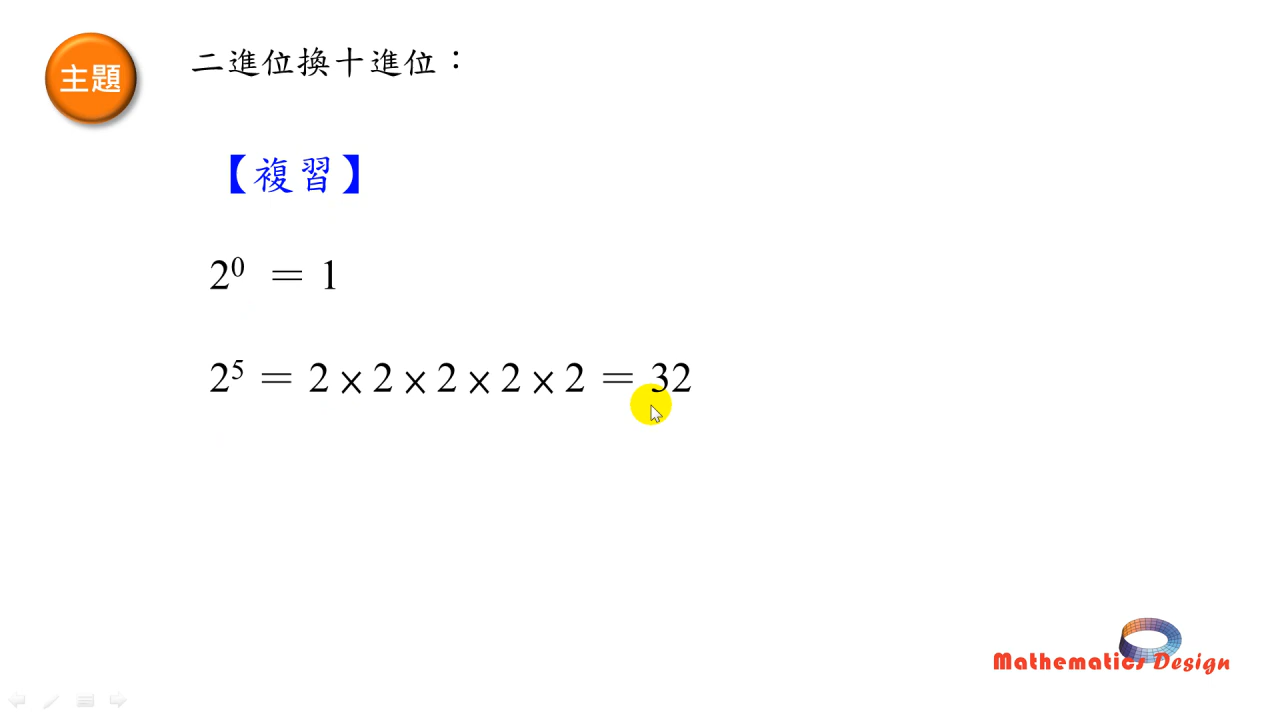 主題
二進位換十進位：
【複習】
2⁰ = 1
2⁵ = 2 × 2 × 2 × 2 × 2 = 32
Mathematics Design